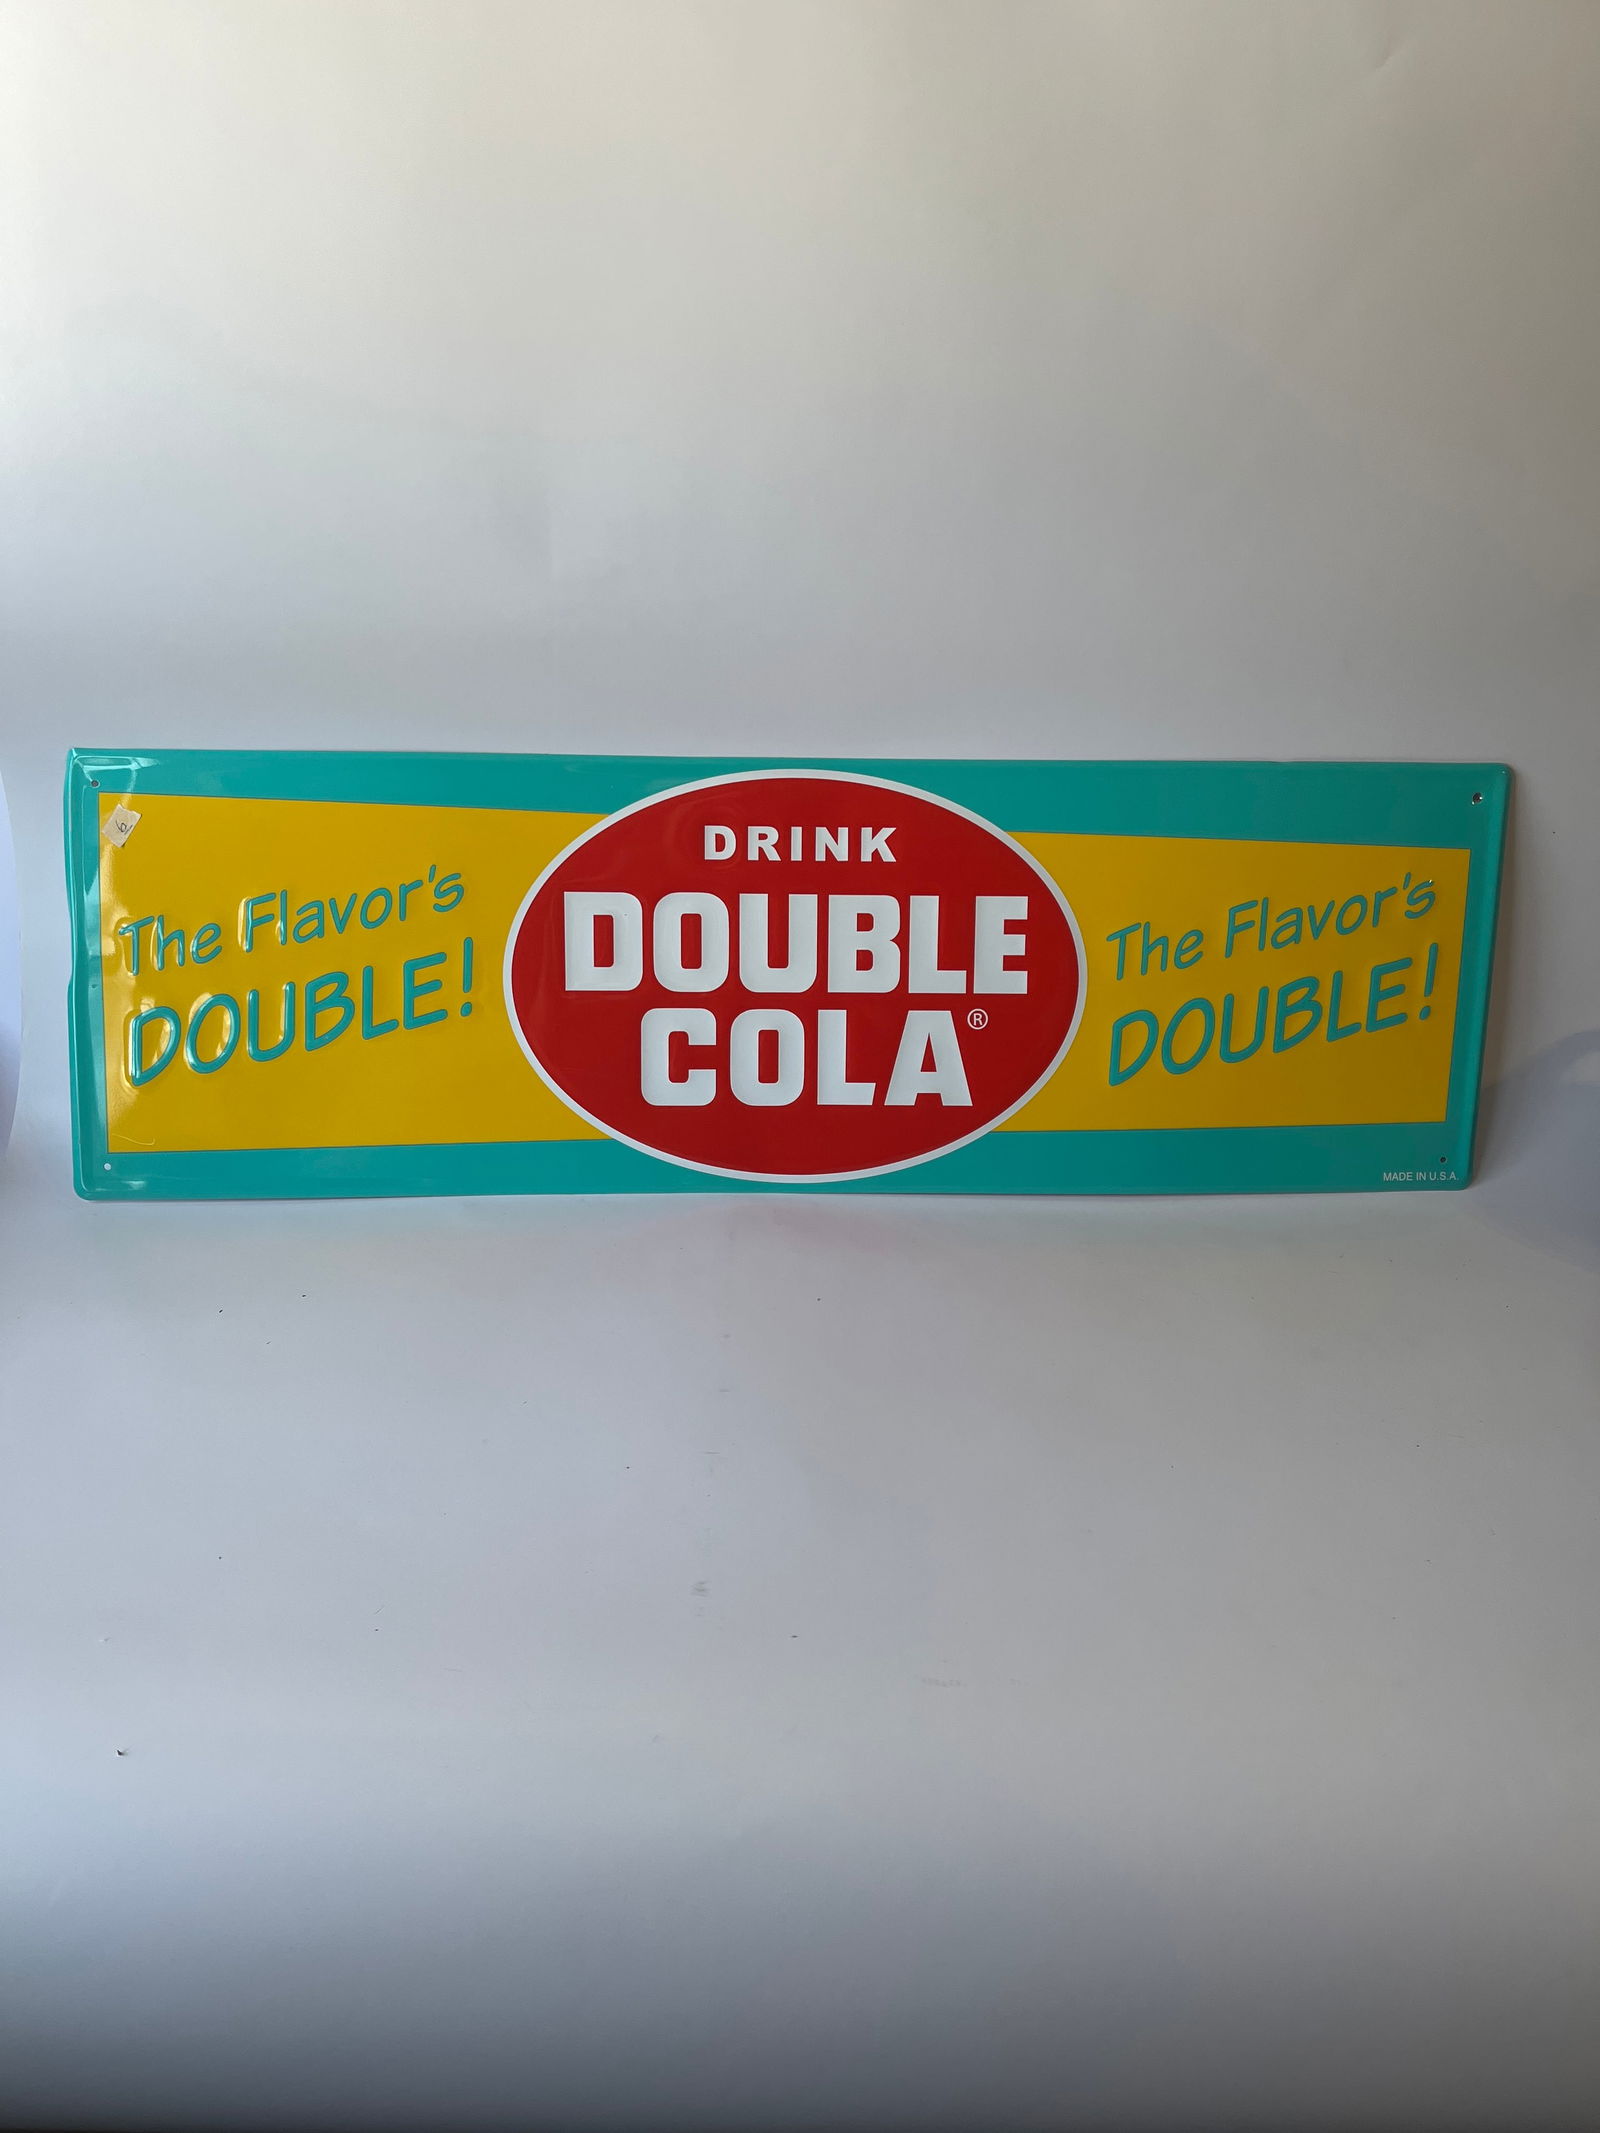 The Flavor's
DOUBLE!
DRINK
DOUBLE
COLA®
The Flavor's
DOUBLE!
MADE IN U.S.A.